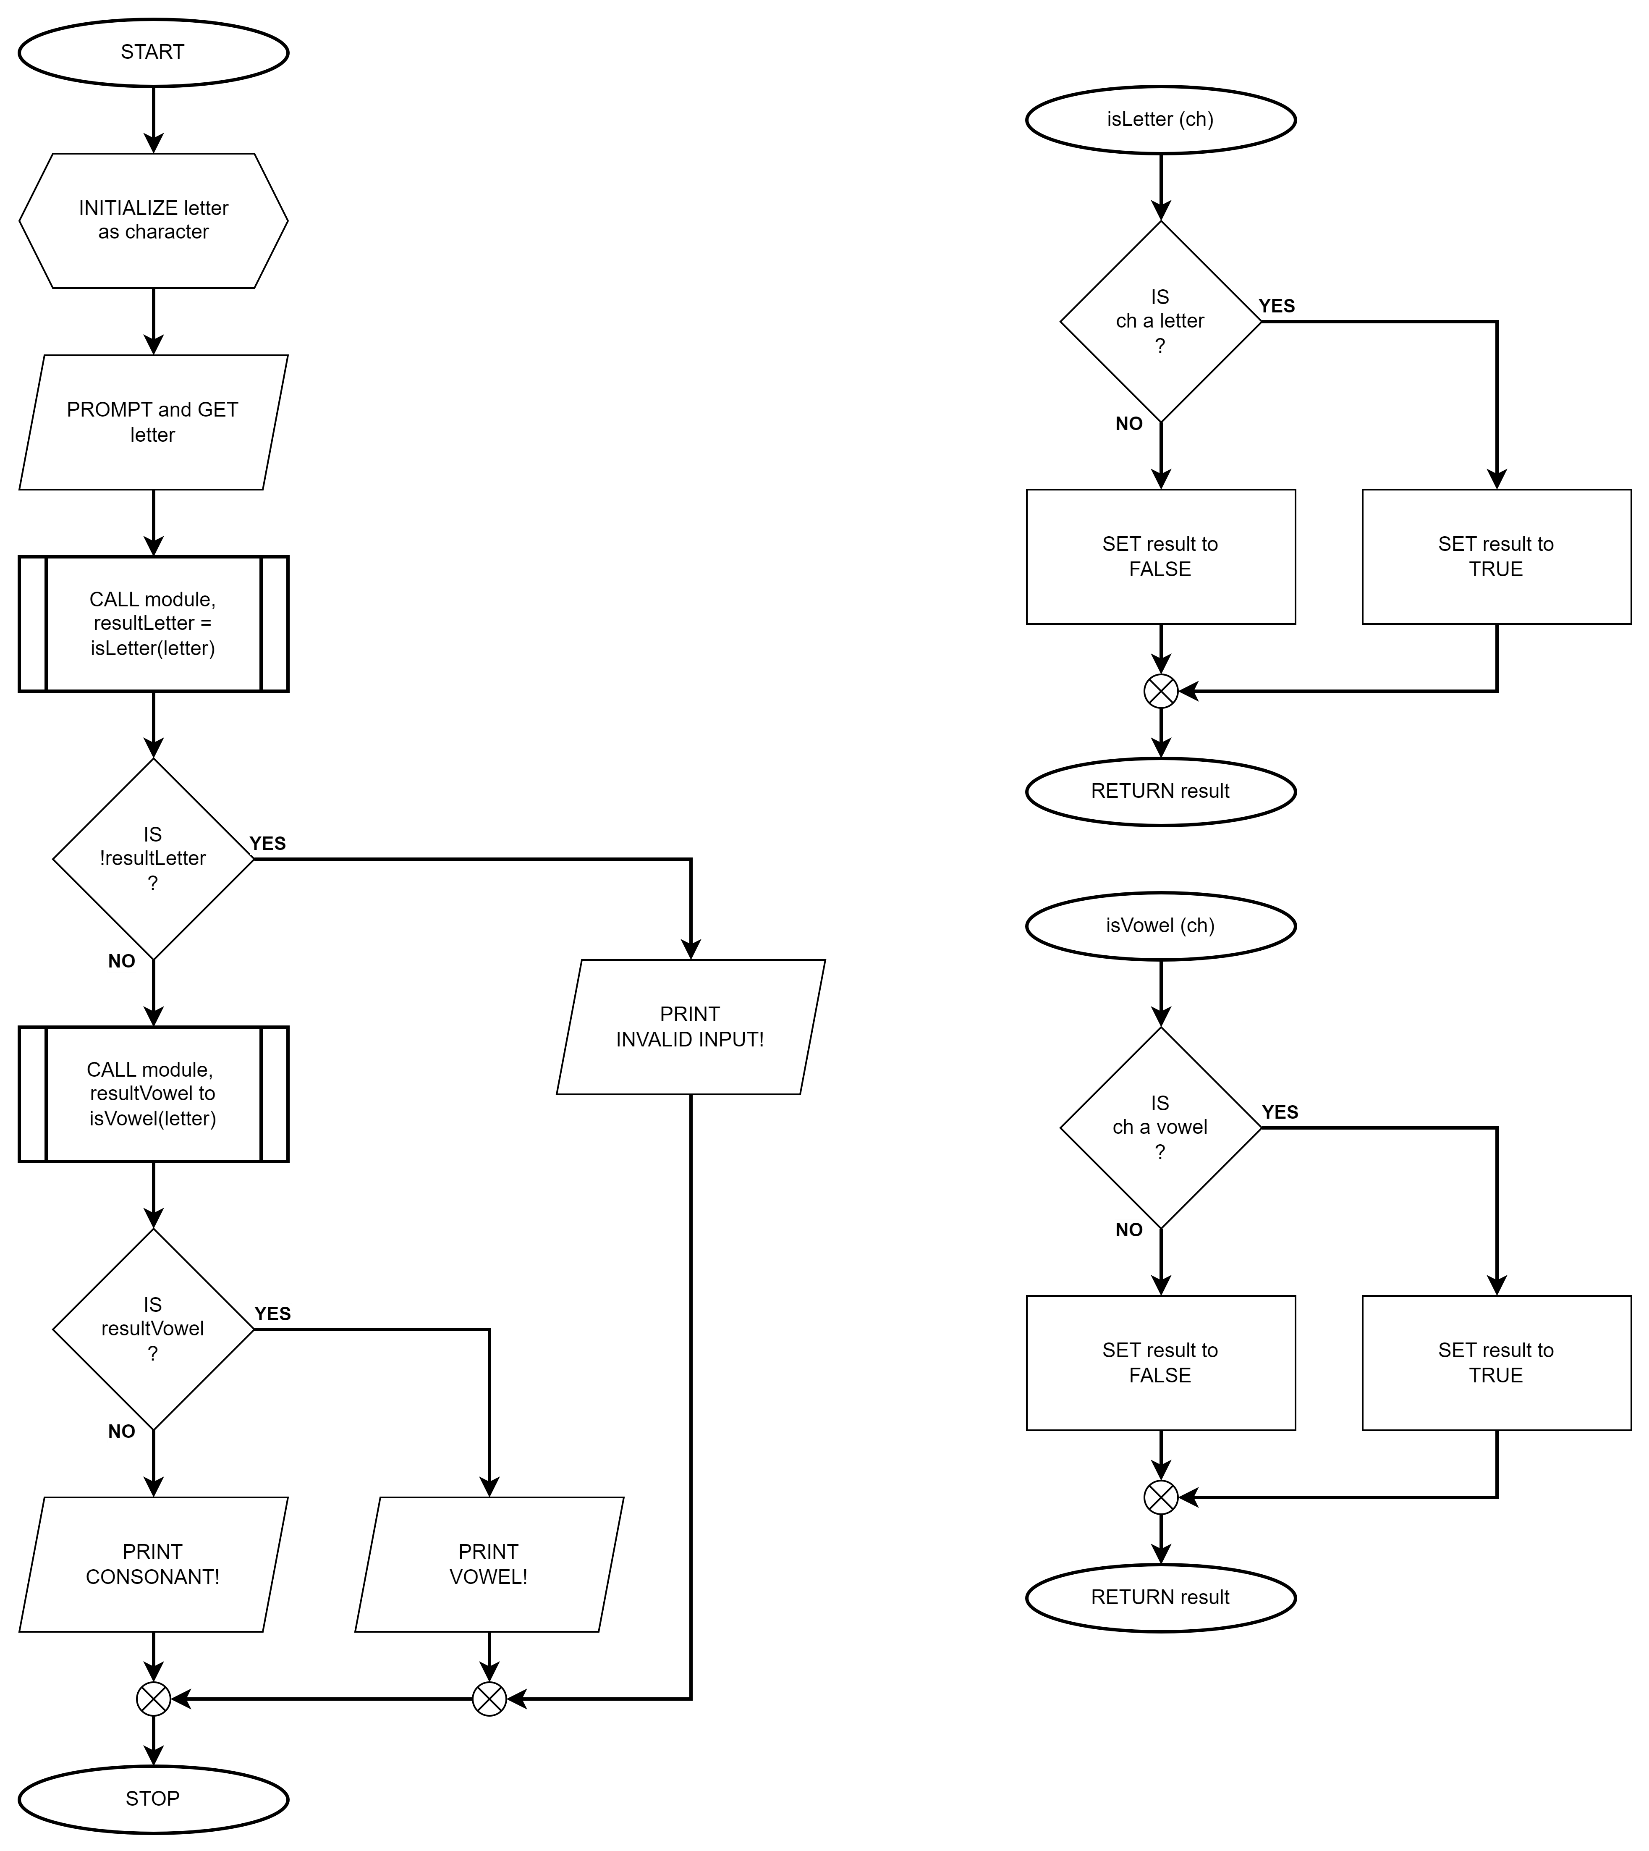 START
INITIALIZE letter
as character
PROMPT and GET
letter
CALL module,
resultLetter =
isLetter(letter)
IS
!resultLetter
?
YES
NO
PRINT
INVALID INPUT!
CALL module,
resultVowel to
isVowel(letter)
IS
resultVowel
?
YES
NO
PRINT
CONSONANT!
PRINT
VOWEL!
STOP
isLetter (ch)
IS
ch a letter
?
YES
NO
SET result to
FALSE
SET result to
TRUE
RETURN result
isVowel (ch)
IS
ch a vowel
?
YES
NO
SET result to
FALSE
SET result to
TRUE
RETURN result